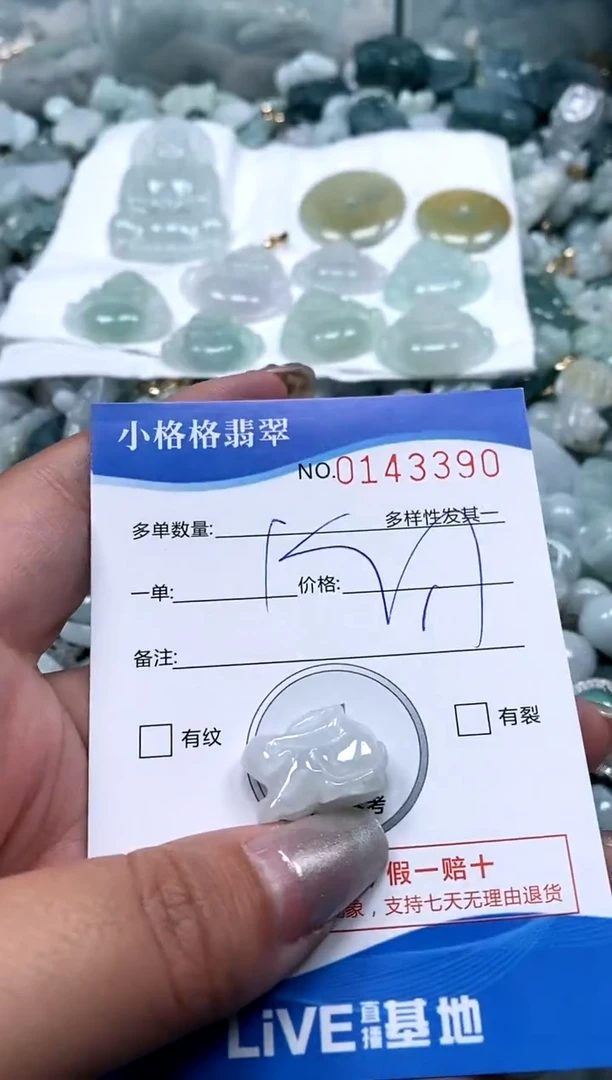 小格格翡翠
NO.0143390
多单数量: 多样性发其一
一单: 价格:
备注:
有纹
有裂
考
假一赔十
象，支持七天无理由退货
LiVE直播基地